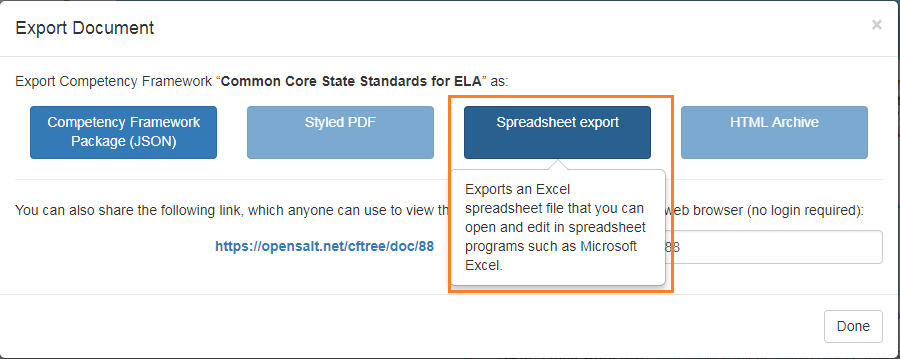 Export Document
×
Export Competency Framework “Common Core State Standards for ELA” as:
Competency Framework
Package (JSON)
Styled PDF
Spreadsheet export
HTML Archive
Exports an Excel
spreadsheet file that you can
open and edit in spreadsheet
programs such as Microsoft
Excel.
You can also share the following link, which anyone can use to view web browser (no login required):
https://opensalt.net/cftree/doc/88
88
Done